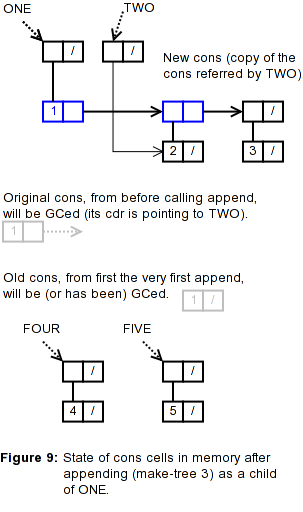 ONE
TWO
/
/
New cons (copy of the
cons referred by TWO)
1
/
2 /
3 /
Original cons, from before calling append,
will be GCed (its cdr is pointing to TWO).
1
Old cons, from first the very first append,
will be (or has been) GCed.
1 /
FOUR
FIVE
/
/
4 /
5 /
Figure 9: State of cons cells in memory after
appending (make-tree 3) as a child
of ONE.